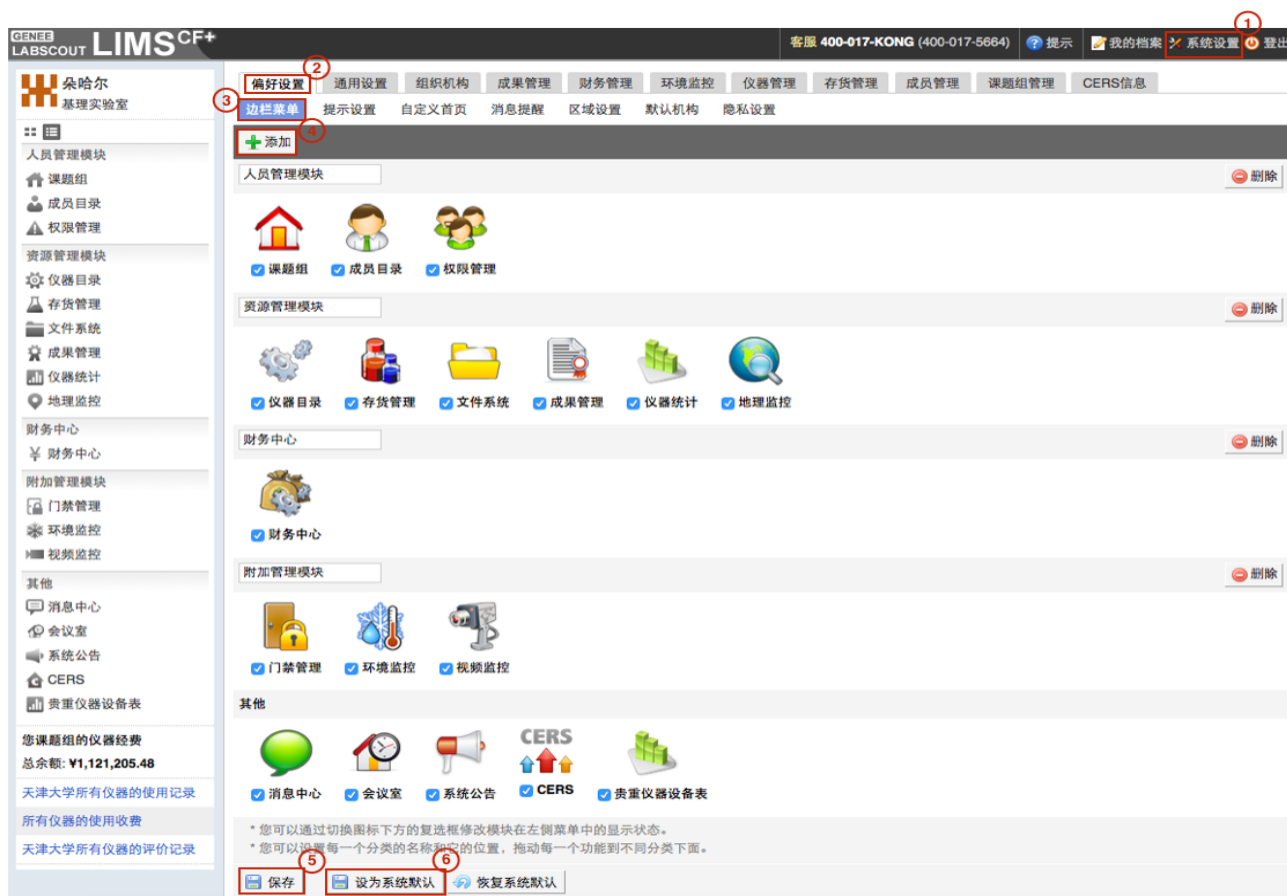 GENEE
LABSCOUT LIMS CF+
客服 400-017-KONG (400-017-5664) 提示 我的档案 系统设置 登出
1
朵哈尔
基理实验室
人员管理模块
课题组
成员目录
权限管理
资源管理模块
仪器目录
存货管理
文件系统
成果管理
仪器统计
地理监控
财务中心
财务中心
附加管理模块
门禁管理
环境监控
视频监控
其他
消息中心
会议室
系统公告
CERS
贵重仪器设备表
您课题组的仪器经费
总余额: ¥1,121,205.48
天津大学所有仪器的使用记录
所有仪器的使用收费
天津大学所有仪器的评价记录
2
偏好设置 通用设置 组织机构 成果管理 财务管理 环境监控 仪器管理 存货管理 成员管理 课题组管理 CERS信息
3
边栏菜单 提示设置 自定义首页 消息提醒 区域设置 默认机构 隐私设置
4
添加
人员管理模块 删除
课题组 成员目录 权限管理
资源管理模块 删除
仪器目录 存货管理 文件系统 成果管理 仪器统计 地理监控
财务中心 删除
财务中心
附加管理模块 删除
门禁管理 环境监控 视频监控
其他
CERS
消息中心 会议室 系统公告 CERS 贵重仪器设备表
* 您可以通过切换图标下方的复选框修改模块在左侧菜单中的显示状态。
* 您可以设置每一个分类的名称和它的位置，拖动每一个功能到不同分类下面。
5 6
保存 设为系统默认 恢复系统默认